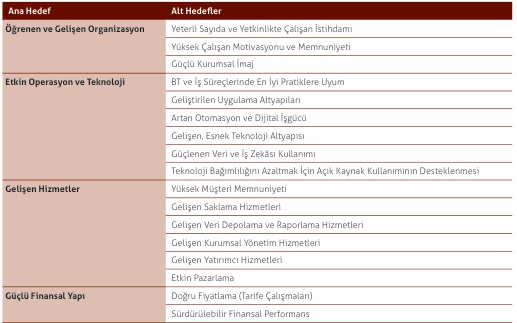 Ana Hedef Alt Hedefler
Öğrenen ve Gelişen Organizasyon Yeterli Sayıda ve Yetkinlikte Çalışan İstihdamı
Yüksek Çalışan Motivasyonu ve Memnuniyeti
Güçlü Kurumsal İmaj
Etkin Operasyon ve Teknoloji BT ve İş Süreçlerinde En İyi Pratiklere Uyum
Geliştirilen Uygulama Altyapıları
Artan Otomasyon ve Dijital İşgücü
Gelişen, Esnek Teknoloji Altyapısı
Güçlenen Veri ve İş Zekâsı Kullanımı
Teknoloji Bağımlılığını Azaltmak İçin Açık Kaynak Kullanımının Desteklenmesi
Gelişen Hizmetler Yüksek Müşteri Memnuniyeti
Gelişen Saklama Hizmetleri
Gelişen Veri Depolama ve Raporlama Hizmetleri
Gelişen Kurumsal Yönetim Hizmetleri
Gelişen Yatırımcı Hizmetleri
Etkin Pazarlama
Güçlü Finansal Yapı Doğru Fiyatlama (Tarife Çalışmaları)
Sürdürülebilir Finansal Performans